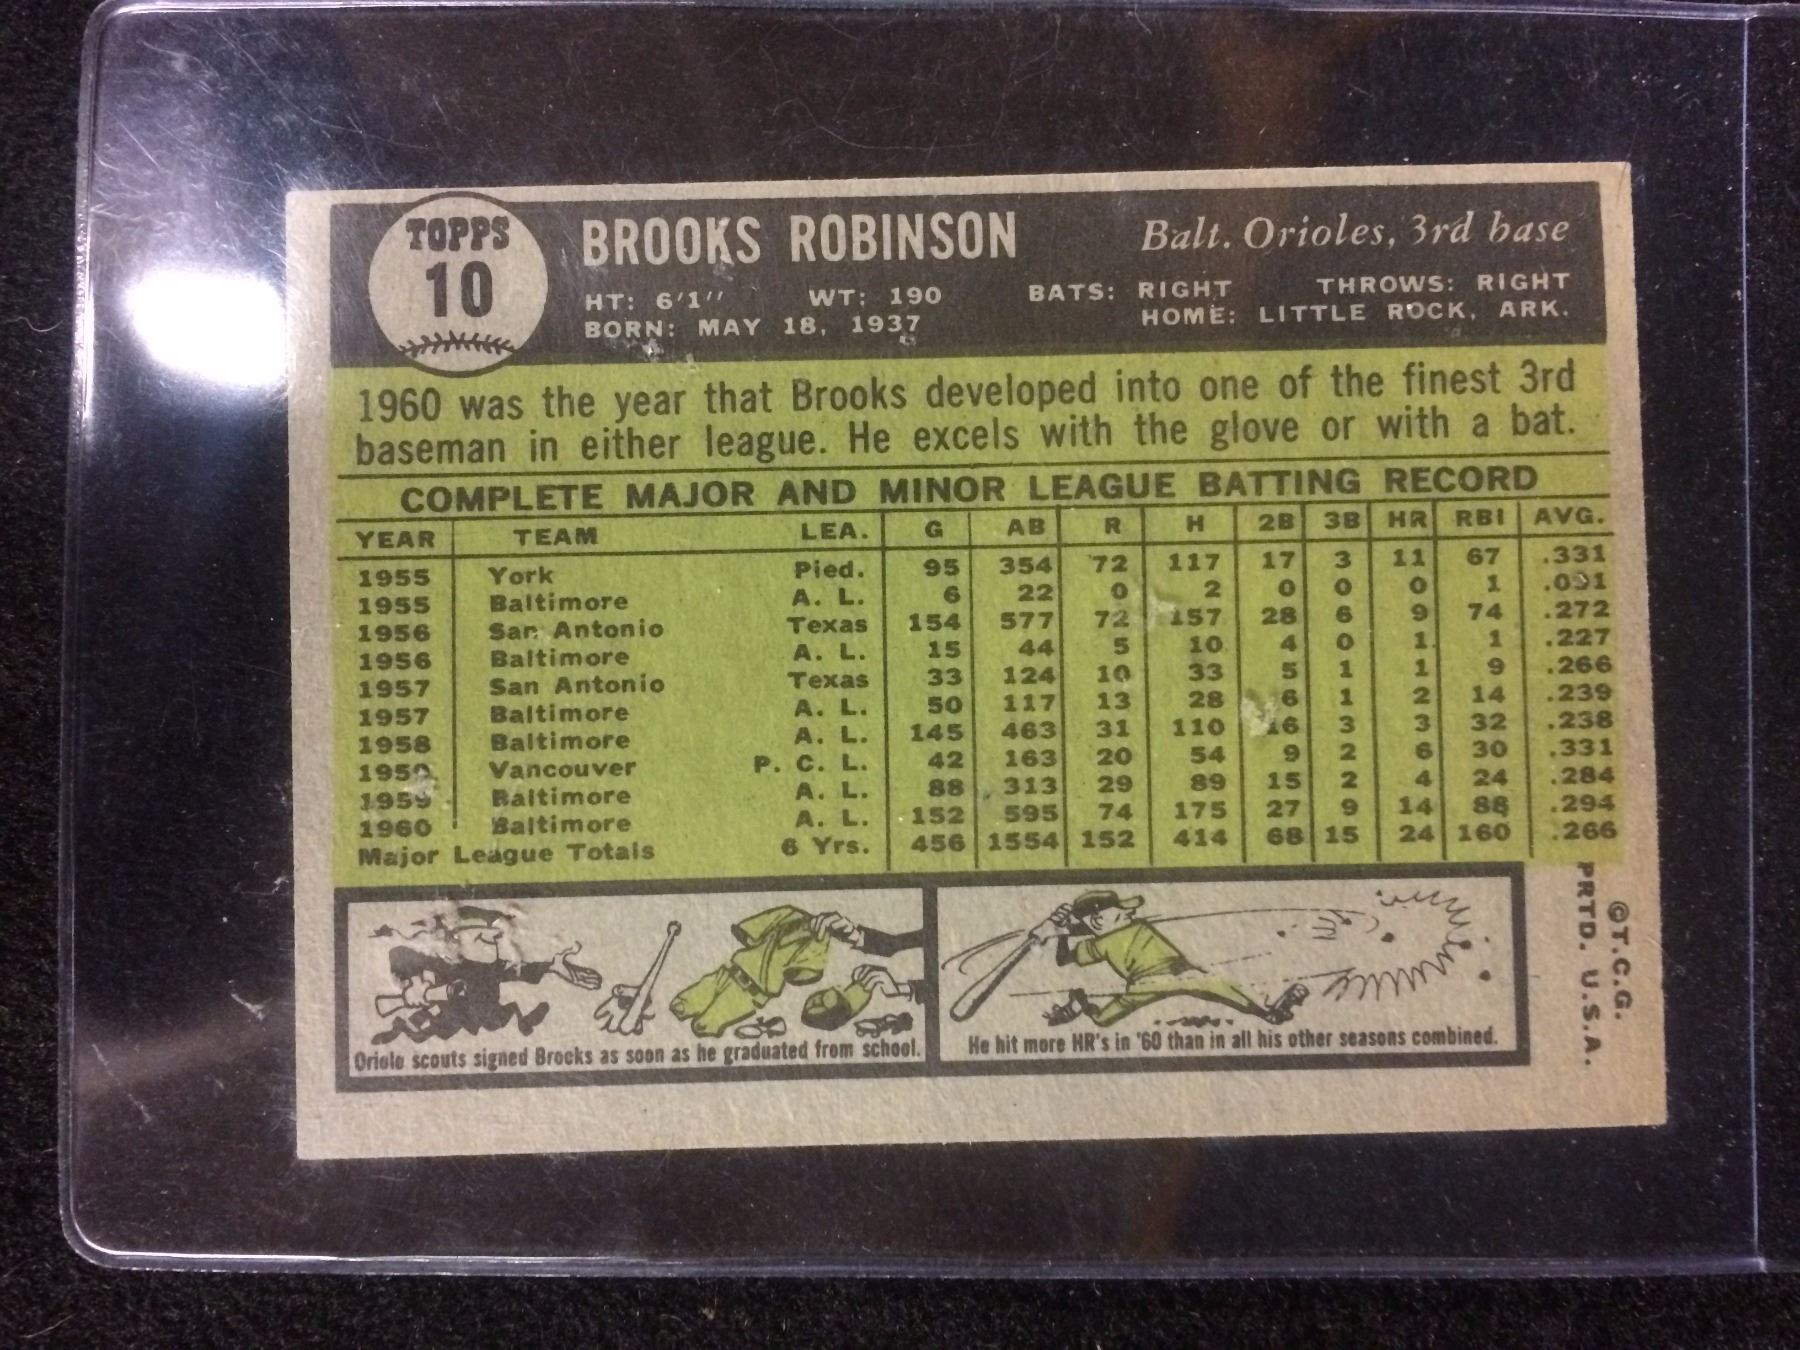 TOPPS
10
BROOKS ROBINSON
Balt. Orioles, 3rd base
HT: 6'1" WT: 190 BATS: RIGHT THROWS: RIGHT
BORN: MAY 18, 1937 HOME: LITTLE ROCK, ARK.
1960 was the year that Brooks developed into one of the finest 3rd
baseman in either league. He excels with the glove or with a bat.
COMPLETE MAJOR AND MINOR LEAGUE BATTING RECORD
YEAR TEAM LEA. G AB R H 2B 3B HR RBI AVG.
1955 York Pied. 95 354 72 117 17 3 11 67 .331
1955 Baltimore A. L. 6 22 0 2 0 0 0 1 .091
1956 San Antonio Texas 154 577 72 157 28 6 9 74 .272
1956 Baltimore A. L. 15 44 5 10 4 0 1 1 .227
1957 San Antonio Texas 33 124 10 33 5 1 1 9 .266
1957 Baltimore A. L. 50 117 13 28 6 1 2 14 .239
1958 Baltimore A. L. 145 463 31 110 16 3 3 32 .238
1959 Vancouver P. C. L. 42 163 20 54 9 2 6 30 .331
1959 Baltimore A. L. 88 313 29 89 15 2 4 24 .284
1960 Baltimore A. L. 152 595 74 175 27 9 14 88 .294
Major League Totals 6 Yrs. 456 1554 152 414 68 15 24 160 .266
Oriole scouts signed Brooks as soon as he graduated from school.
He hit more HR's in '60 than in all his other seasons combined.
©T.C.G.
PRTD. U.S.A.